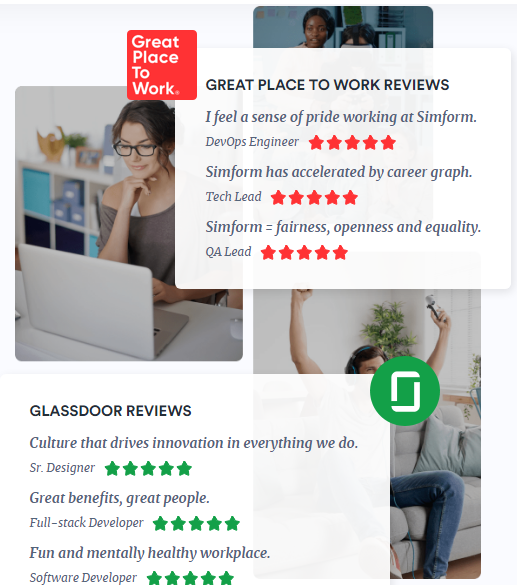 Great
Place
To
Work.
GREAT PLACE TO WORK REVIEWS
I feel a sense of pride working at Simform.
DevOps Engineer
Simform has accelerated by career graph.
Tech Lead
Simform = fairness, openness and equality.
QA Lead
GLASSDOOR REVIEWS
Culture that drives innovation in everything we do.
Sr. Designer
Great benefits, great people.
Full-stack Developer
Fun and mentally healthy workplace.
Software Developer